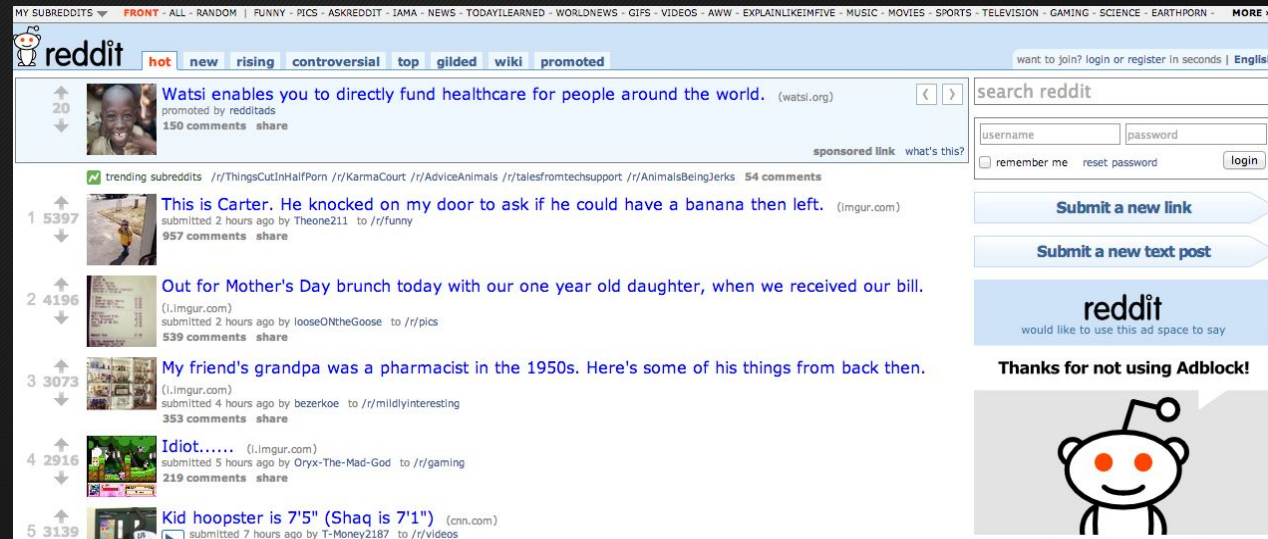 MY SUBREDDITS FRONT - ALL - RANDOM | FUNNY - PICS - ASKREDDIT - IAMA - NEWS - TODAYILEARNED - WORLDNEWS - GIFS - VIDEOS - AWW - EXPLAINLIKEIMFIVE - MUSIC - MOVIES - SPORTS - TELEVISION - GAMING - SCIENCE - EARTHPORN - MORE »
reddit hot new rising controversial top gilded wiki promoted
want to join? login or register in seconds | English
20
Watsi enables you to directly fund healthcare for people around the world. (watsi.org)
promoted by redditads
150 comments share
sponsored link what's this?
trending subreddits /r/ThingsCutInHalfPorn /r/KarmaCourt /r/AdviceAnimals /r/talesfromtechsupport /r/AnimalsBeingJerks 54 comments
1 5397
This is Carter. He knocked on my door to ask if he could have a banana then left. (imgur.com)
submitted 2 hours ago by Theone211 to /r/funny
957 comments share
2 4196
Out for Mother's Day brunch today with our one year old daughter, when we received our bill.
(i.imgur.com)
submitted 2 hours ago by looseONtheGoose to /r/pics
539 comments share
3 3073
My friend's grandpa was a pharmacist in the 1950s. Here's some of his things from back then.
(i.imgur.com)
submitted 4 hours ago by bezerkoe to /r/mildlyinteresting
353 comments share
4 2916
Idiot...... (i.imgur.com)
submitted 5 hours ago by Oryx-The-Mad-God to /r/gaming
219 comments share
5 3139
Kid hoopster is 7'5" (Shaq is 7'1") (cnn.com)
submitted 7 hours ago by T-Money2187 to /r/videos
search reddit
username password
remember me reset password login
Submit a new link
Submit a new text post
reddit
would like to use this ad space to say
Thanks for not using Adblock!